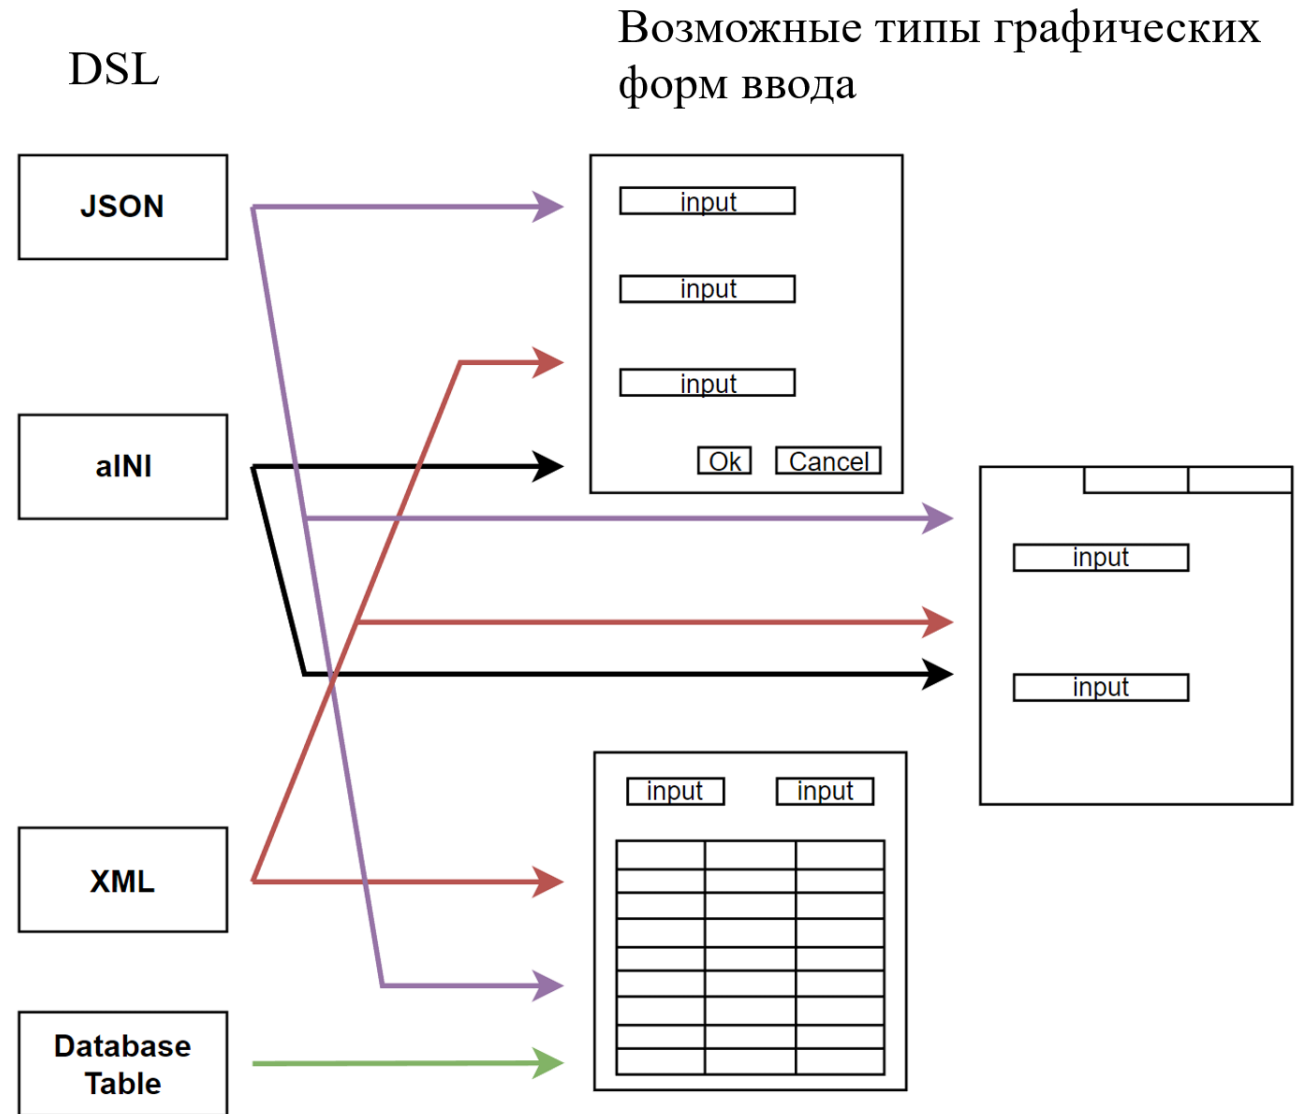 DSL
Возможные типы графических
форм ввода
JSON
input
input
input
Ok Cancel
aINI
input
input
XML
input input
Database
Table